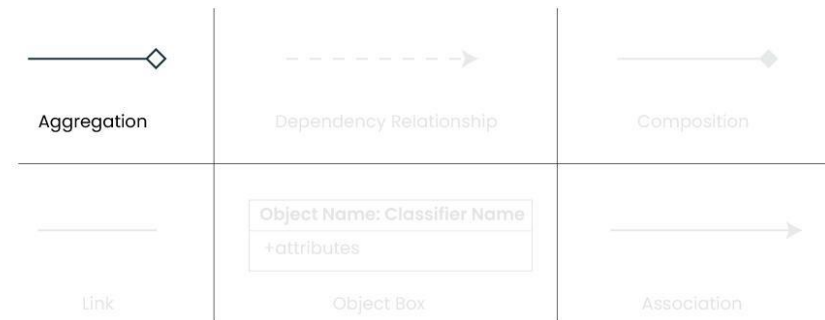 Aggregation
Dependency Relationship
Composition
Object Name: Classifier Name
+attributes
Link
Object Box
Association